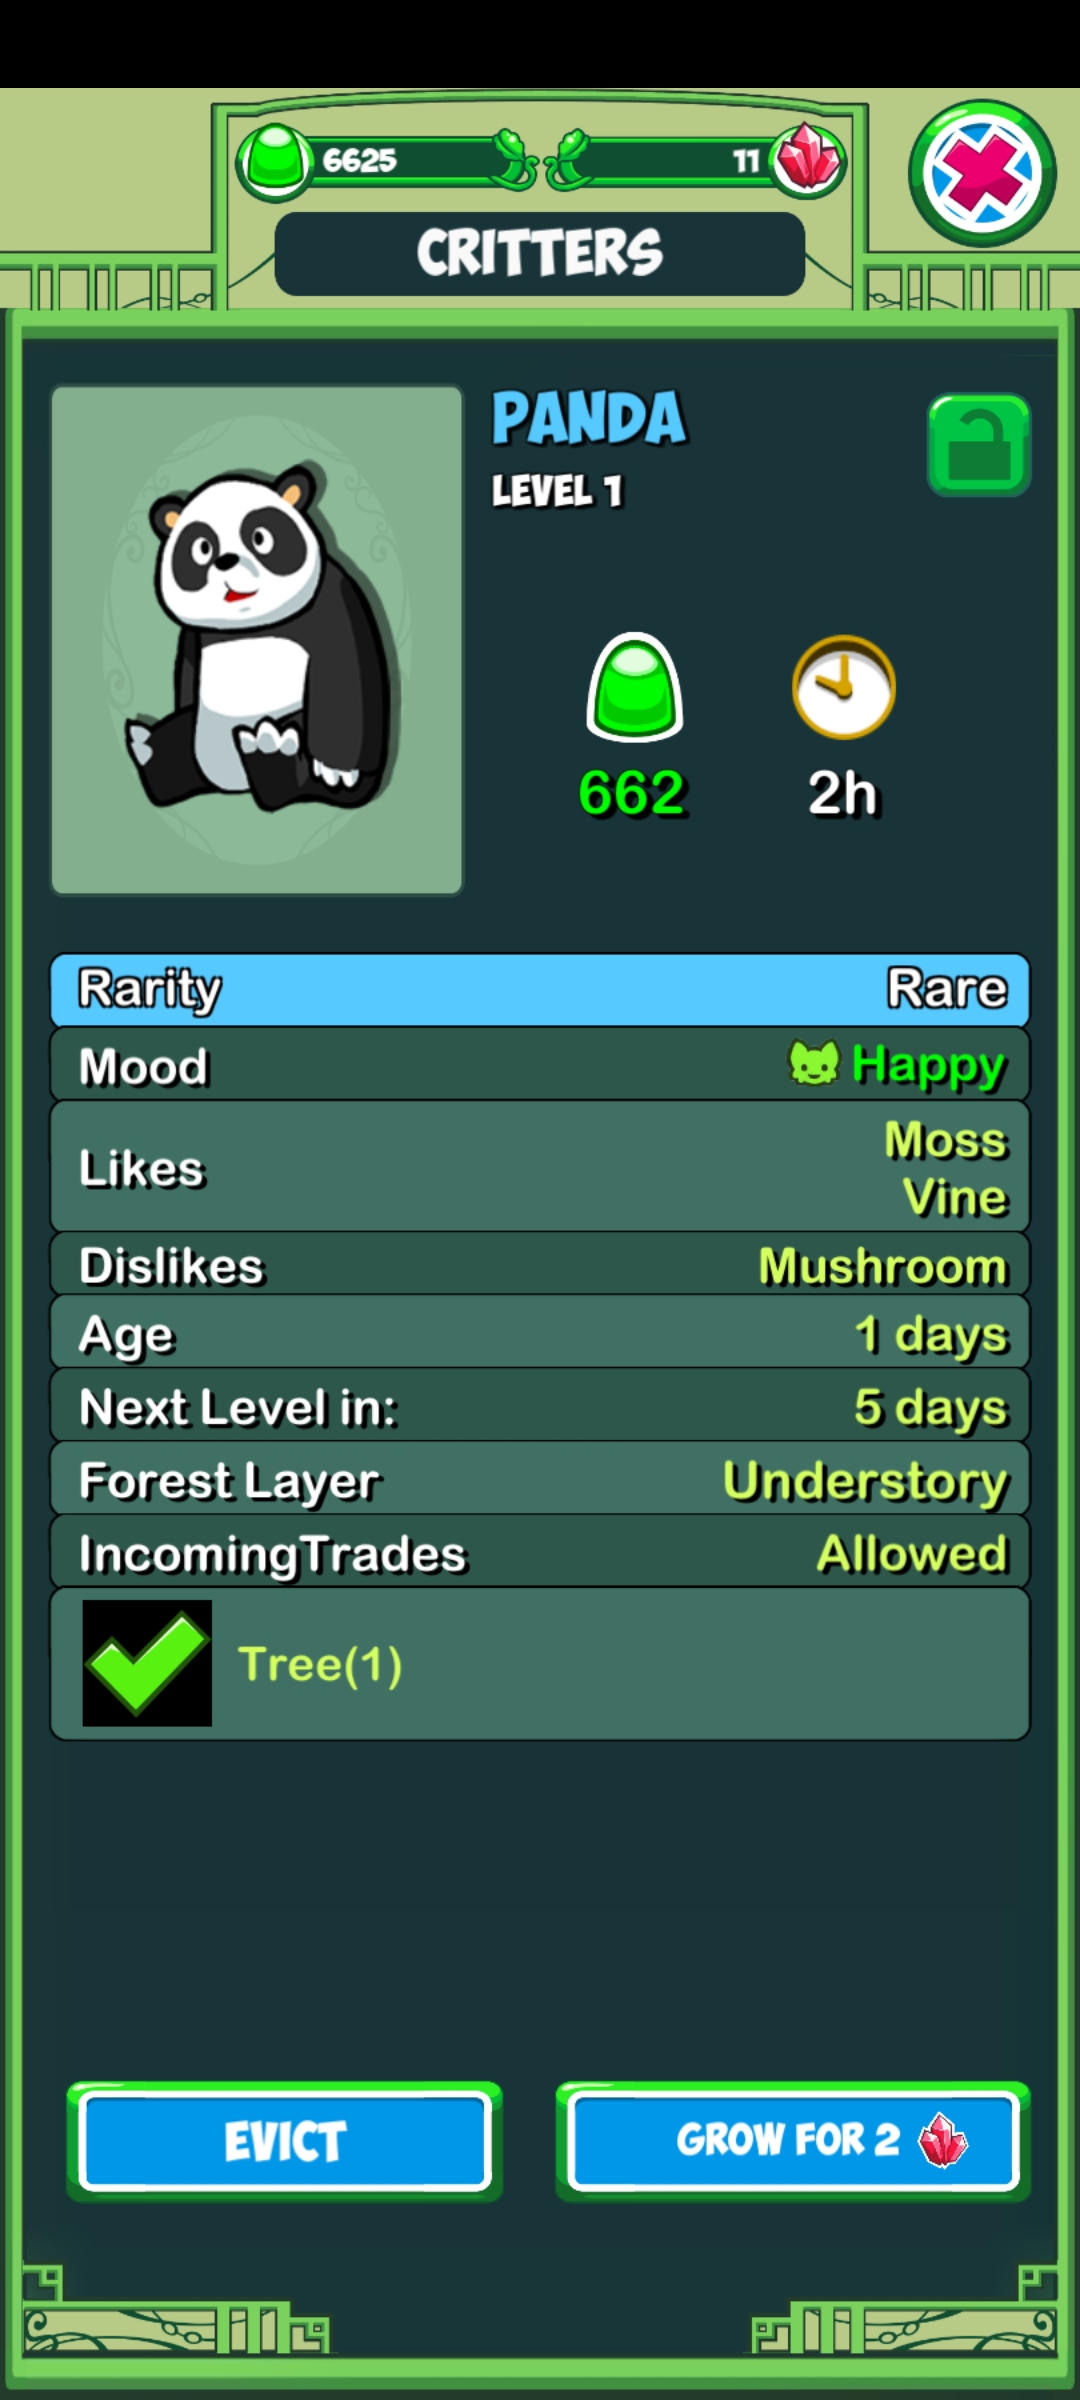 6625
11
CRITTERS
PANDA
LEVEL 1
662
2h
Rarity Rare
Mood Happy
Likes Moss
Vine
Dislikes Mushroom
Age 1 days
Next Level in: 5 days
Forest Layer Understory
IncomingTrades Allowed
Tree(1)
EVICT
GROW FOR 2